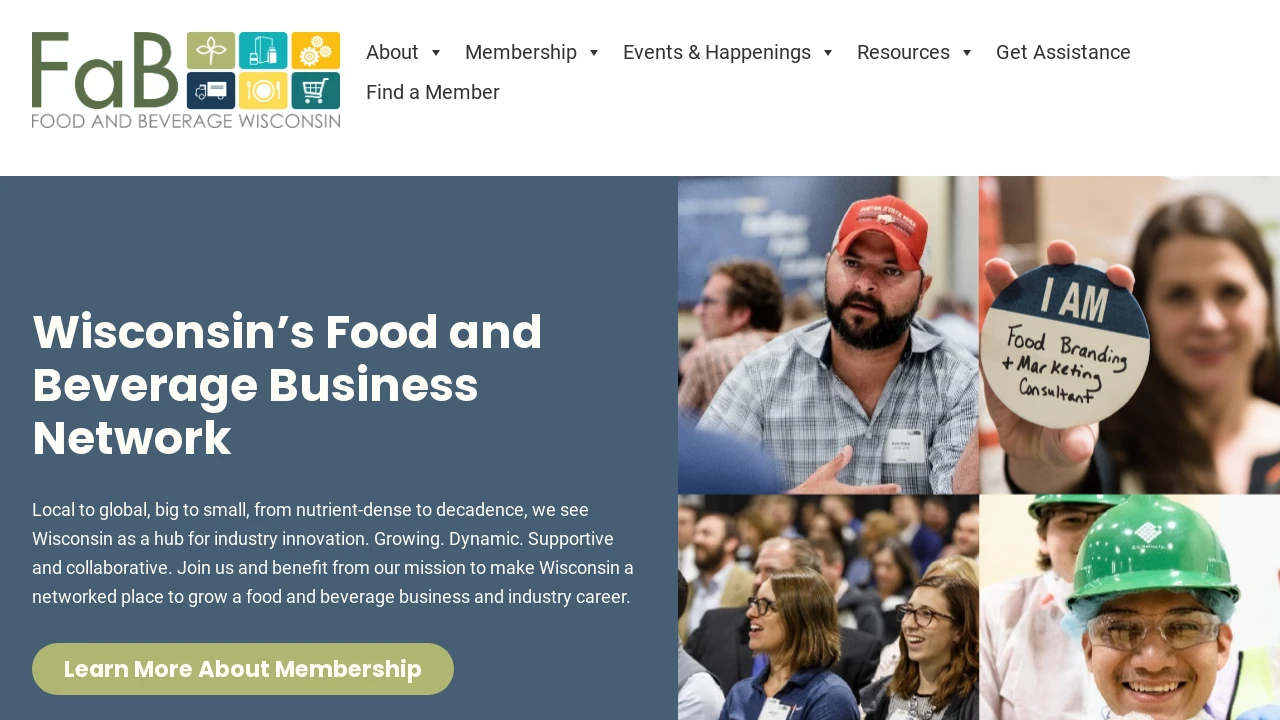 FaB
FOOD AND BEVERAGE WISCONSIN
About
Membership
Events & Happenings
Resources
Get Assistance
Find a Member
Wisconsin’s Food and
Beverage Business
Network
Local to global, big to small, from nutrient-dense to decadence, we see
Wisconsin as a hub for industry innovation. Growing. Dynamic. Supportive
and collaborative. Join us and benefit from our mission to make Wisconsin a
networked place to grow a food and beverage business and industry career.
Learn More About Membership
I AM
Food Branding
+ Marketing
Consultant